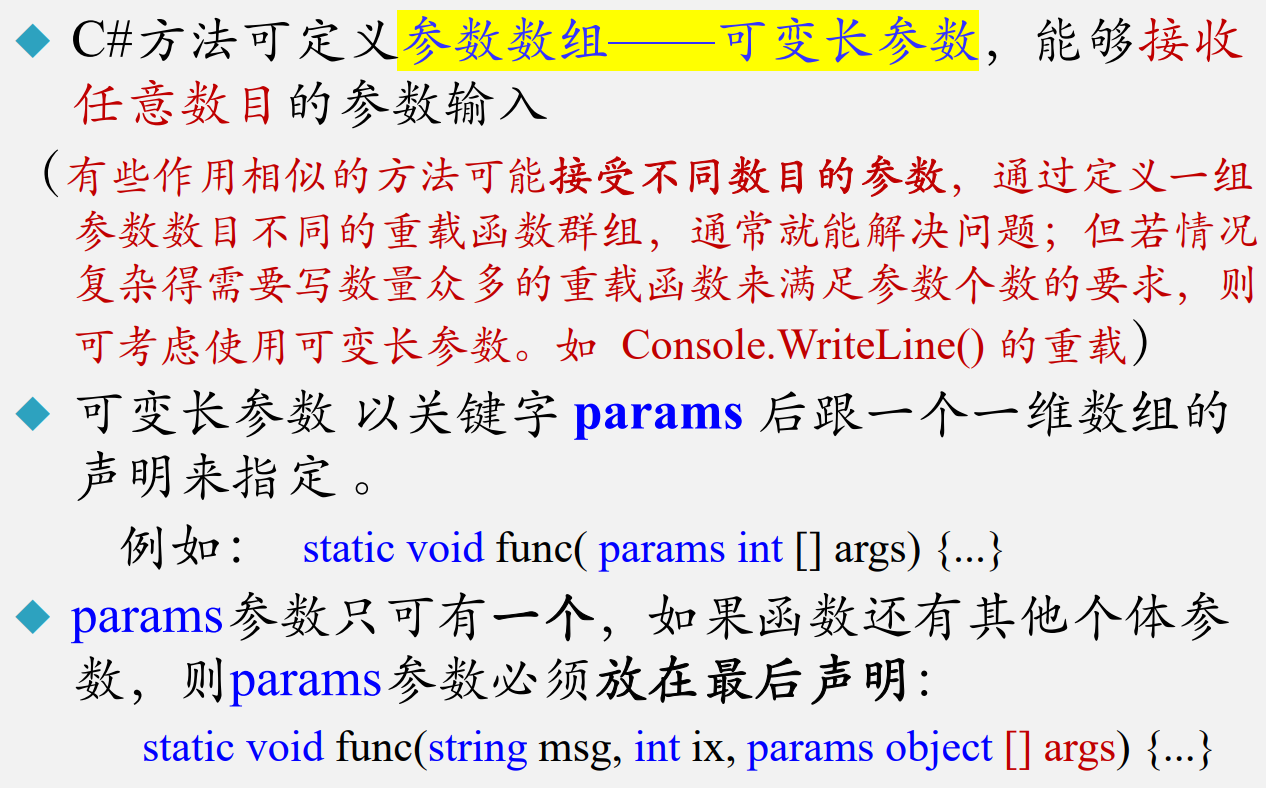 C#方法可定义参数数组——可变长参数，能够接收
任意数目的参数输入
（有些作用相似的方法可能接受不同数目的参数，通过定义一组
参数数目不同的重载函数群组，通常就能解决问题；但若情况
复杂得需要写数量众多的重载函数来满足参数个数的要求，则
可考虑使用可变长参数。如 Console.WriteLine() 的重载）
可变长参数 以关键字 params 后跟一个一维数组的
声明来指定 。
例如： static void func( params int [] args) {...}
params参数只可有一个，如果函数还有其他个体参
数，则params参数必须放在最后声明：
static void func(string msg, int ix, params object [] args) {...}